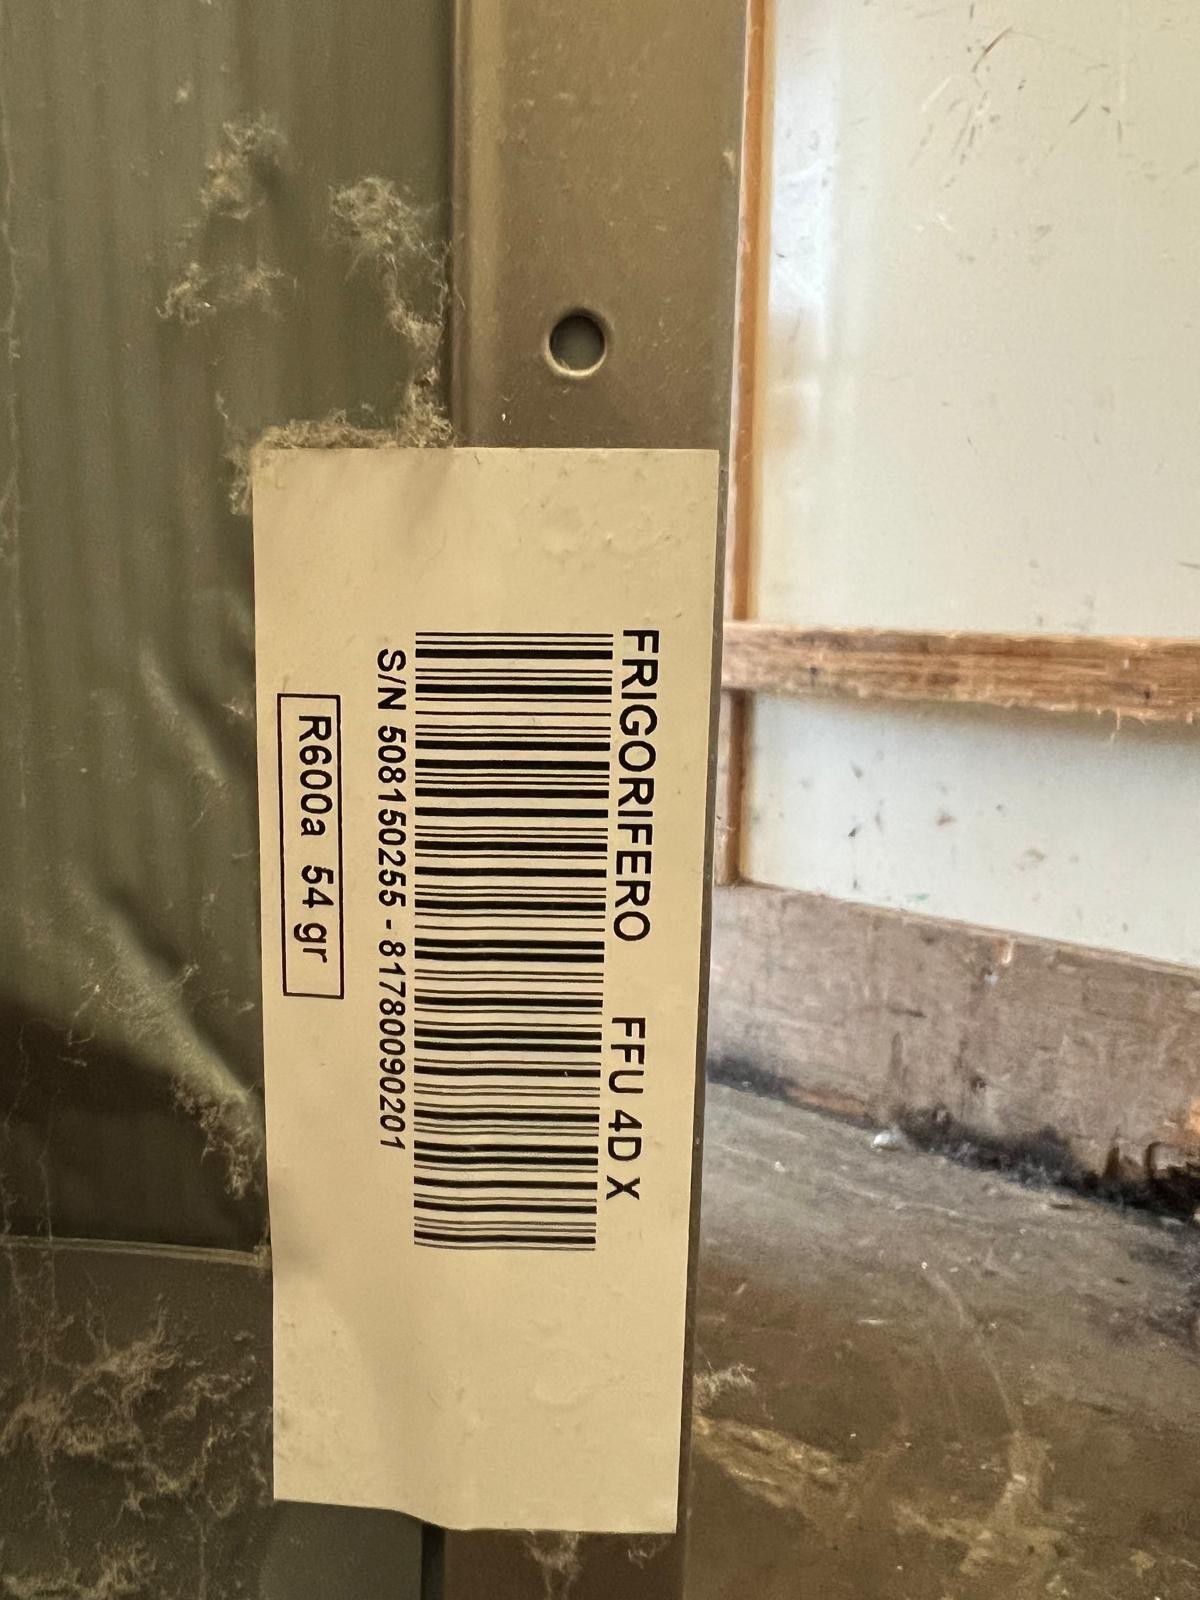 FRIGORIFERO FFU 4D X
S/N 508150255 - 81780090201
R600a 54 gr